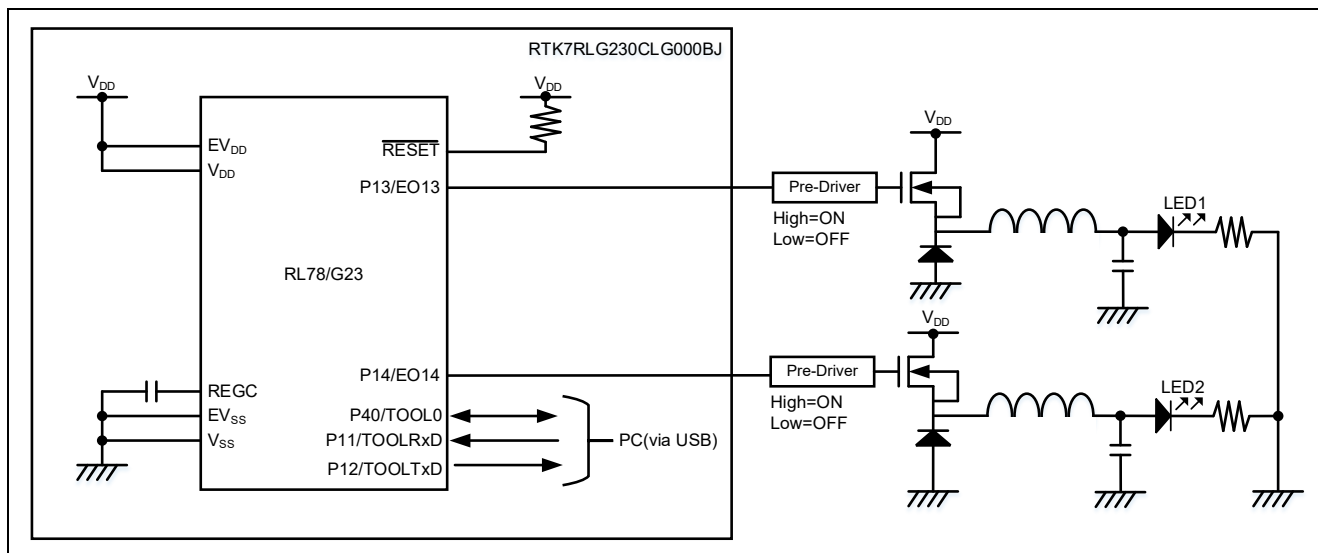 RTK7RLG230CLG000BJ
VDD
VDD
VDD
EVDD
VDD
RESET
P13/EO13
Pre-Driver
High=ON
Low=OFF
LED1
RL78/G23
VDD
P14/EO14
Pre-Driver
High=ON
Low=OFF
LED2
REGC
EVSS
VSS
P40/TOOL0
P11/TOOLRxD
P12/TOOLTxD
PC(via USB)